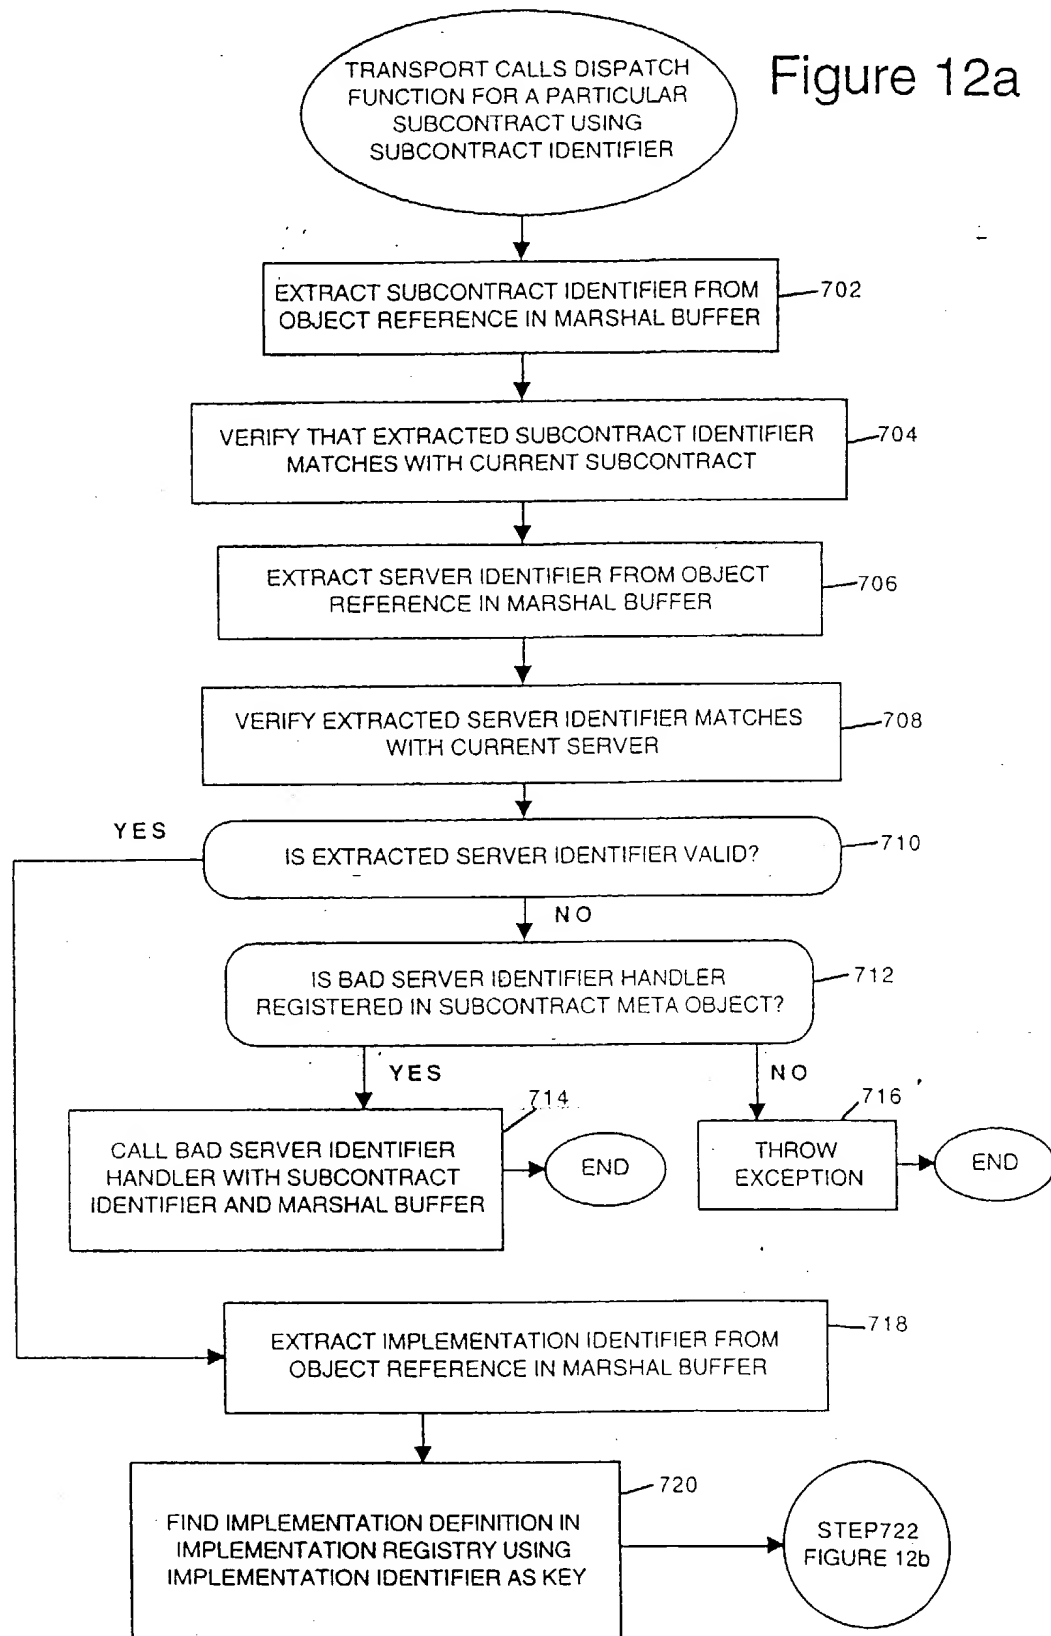 Figure 12a
TRANSPORT CALLS DISPATCH
FUNCTION FOR A PARTICULAR
SUBCONTRACT USING
SUBCONTRACT IDENTIFIER
EXTRACT SUBCONTRACT IDENTIFIER FROM
OBJECT REFERENCE IN MARSHAL BUFFER
702
VERIFY THAT EXTRACTED SUBCONTRACT IDENTIFIER
MATCHES WITH CURRENT SUBCONTRACT
704
EXTRACT SERVER IDENTIFIER FROM OBJECT
REFERENCE IN MARSHAL BUFFER
706
VERIFY EXTRACTED SERVER IDENTIFIER MATCHES
WITH CURRENT SERVER
708
YES
IS EXTRACTED SERVER IDENTIFIER VALID?
710
NO
IS BAD SERVER IDENTIFIER HANDLER
REGISTERED IN SUBCONTRACT META OBJECT?
712
YES
NO
714
716
CALL BAD SERVER IDENTIFIER
HANDLER WITH SUBCONTRACT
IDENTIFIER AND MARSHAL BUFFER
END
THROW
EXCEPTION
END
EXTRACT IMPLEMENTATION IDENTIFIER FROM
OBJECT REFERENCE IN MARSHAL BUFFER
718
720
FIND IMPLEMENTATION DEFINITION IN
IMPLEMENTATION REGISTRY USING
IMPLEMENTATION IDENTIFIER AS KEY
STEP722
FIGURE 12b